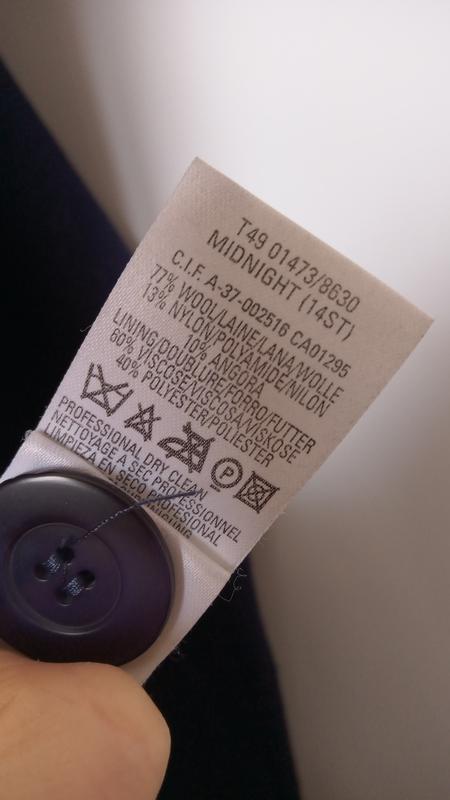 T49 01473/8630
MIDNIGHT (14ST)
C.I.F. A-37-002516 CA01295
77% WOOL/LAINE/LANA/WOLLE
13% NYLON/POLYAMIDE/NILON
10% ANGORA
LINING/DOUBLURE/FORRO/FUTTER
60% VISCOSE/VISCOSA/VISKOSE
40% POLYESTER/POLIESTER
P
PROFESSIONAL DRY CLEAN
NETTOYAGE A SEC PROFESSIONNEL
LIMPIEZA EN SECO PROFESIONAL